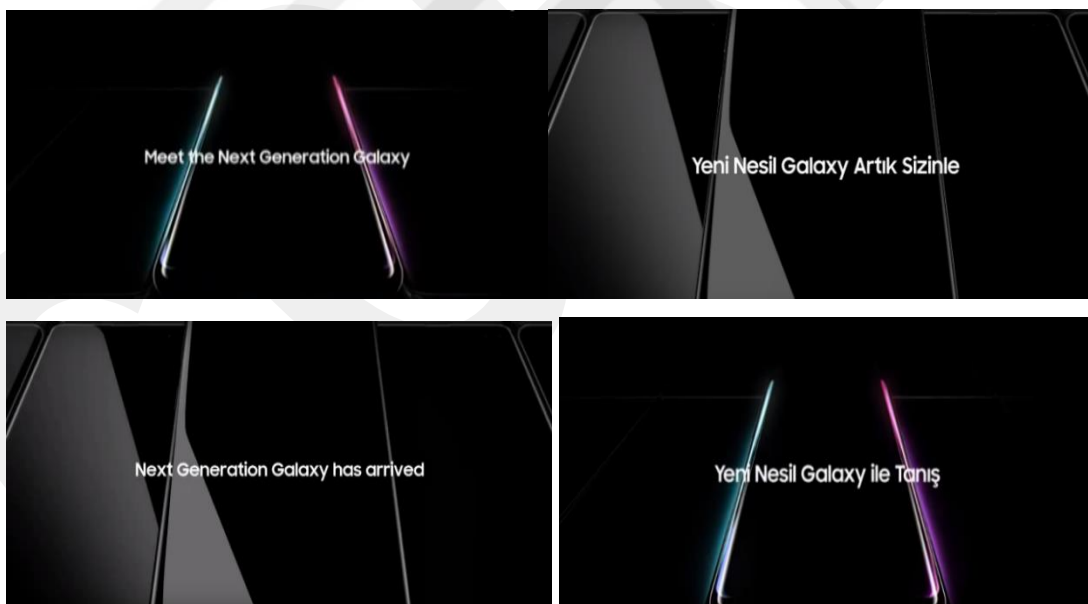 Meet the Next Generation Galaxy
Yeni Nesil Galaxy Artık Sizinle
Next Generation Galaxy has arrived
Yeni Nesil Galaxy ile Tanış